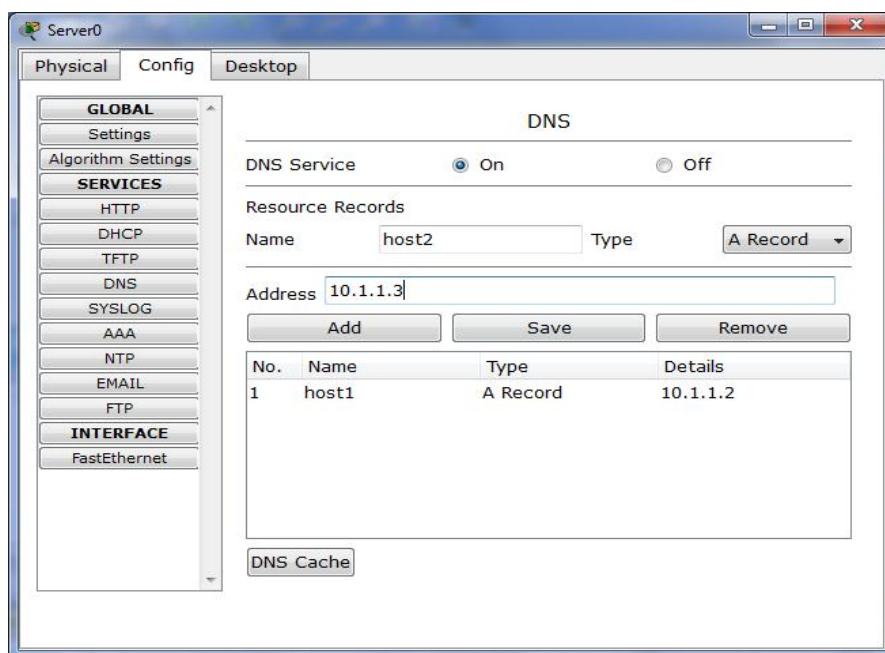 Server0
Physical Config Desktop
GLOBAL
Settings
Algorithm Settings
SERVICES
HTTP
DHCP
TFTP
DNS
SYSLOG
AAA
NTP
EMAIL
FTP
INTERFACE
FastEthernet
DNS
DNS Service On Off
Resource Records
Name host2 Type A Record
Address 10.1.1.3
Add Save Remove
No. Name Type Details
1 host1 A Record 10.1.1.2
DNS Cache